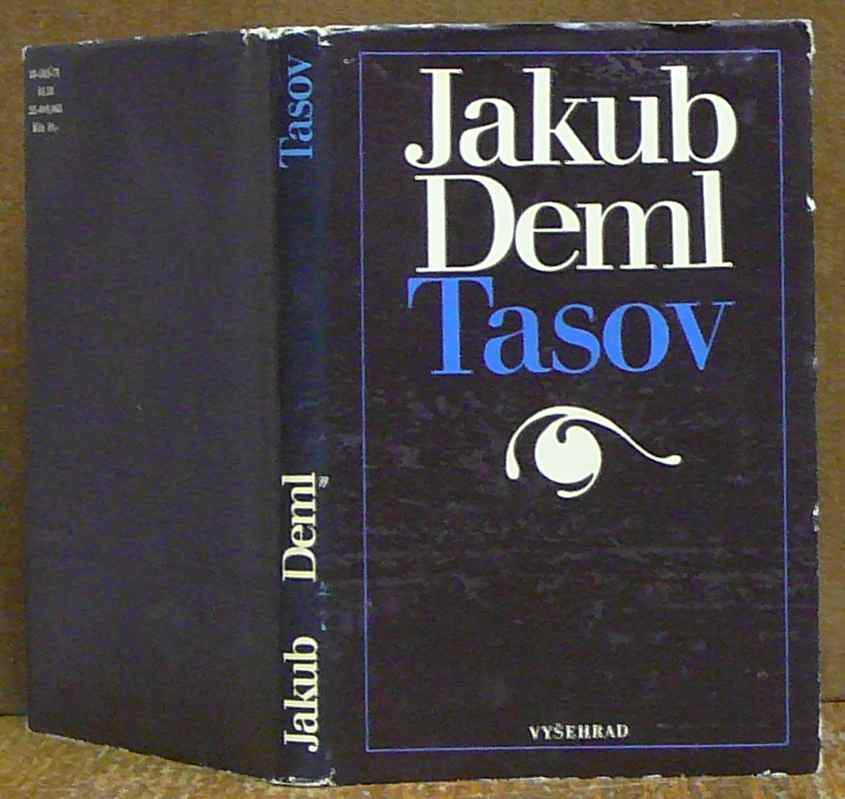 Jakub
Deml
Tasov
VYŠEHRAD
Jakub Deml Tasov